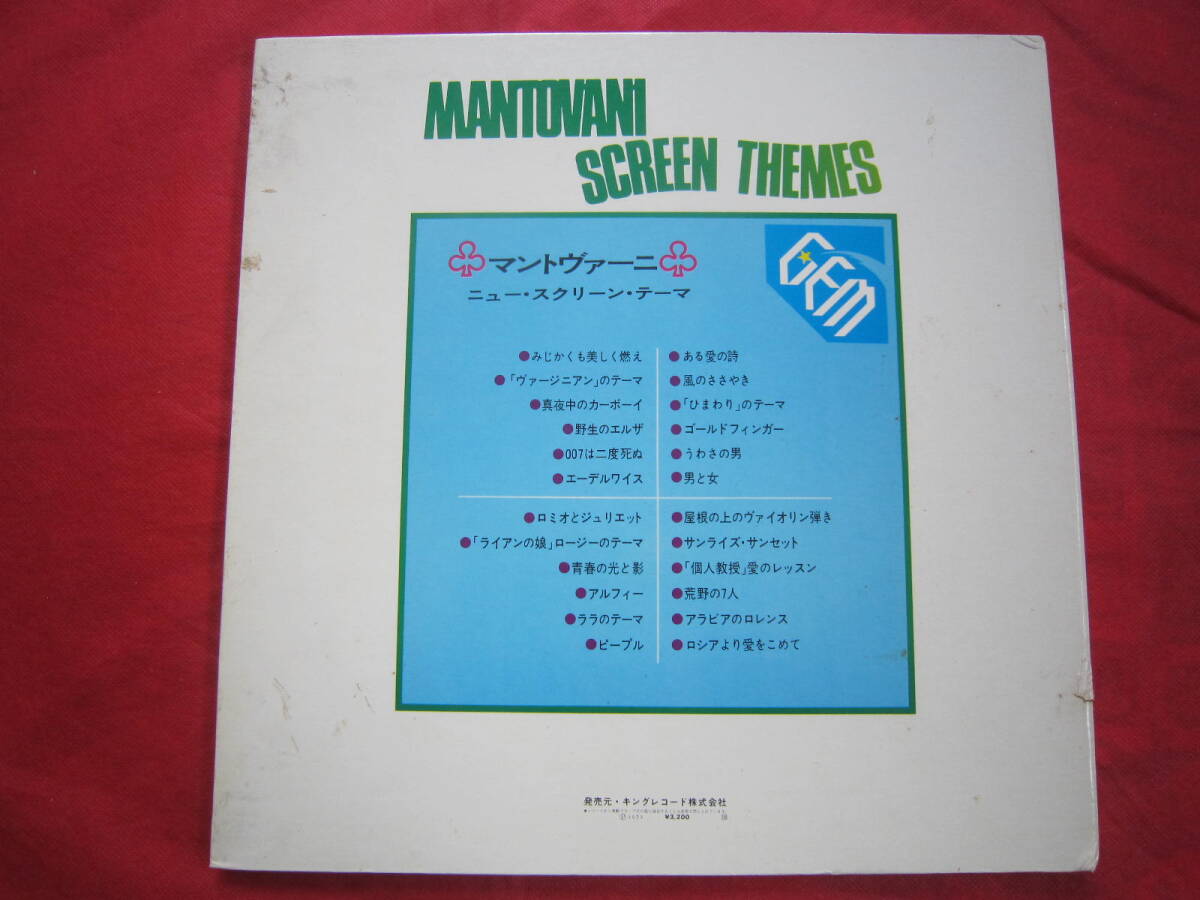 MANTOVANI
SCREEN THEMES
マントヴァーニ
ニュー・スクリーン・テーマ
GEM
●みじかくも美しく燃え
●「ヴァージニアン」のテーマ
●真夜中のカーボーイ
●野生のエルザ
●007は二度死ぬ
●エーデルワイス
●ある愛の詩
●風のささやき
●「ひまわり」のテーマ
●ゴールドフィンガー
●うわさの男
●男と女
●ロミオとジュリエット
●「ライアンの娘」ロージーのテーマ
●青春の光と影
●アルフィー
●ララのテーマ
●ピープル
●屋根の上のヴァイオリン弾き
●サンライズ・サンセット
●「個人教授」愛のレッスン
●荒野の7人
●アラビアのロレンス
●ロシアより愛をこめて
発売元・キングレコード株式会社
¥3,200